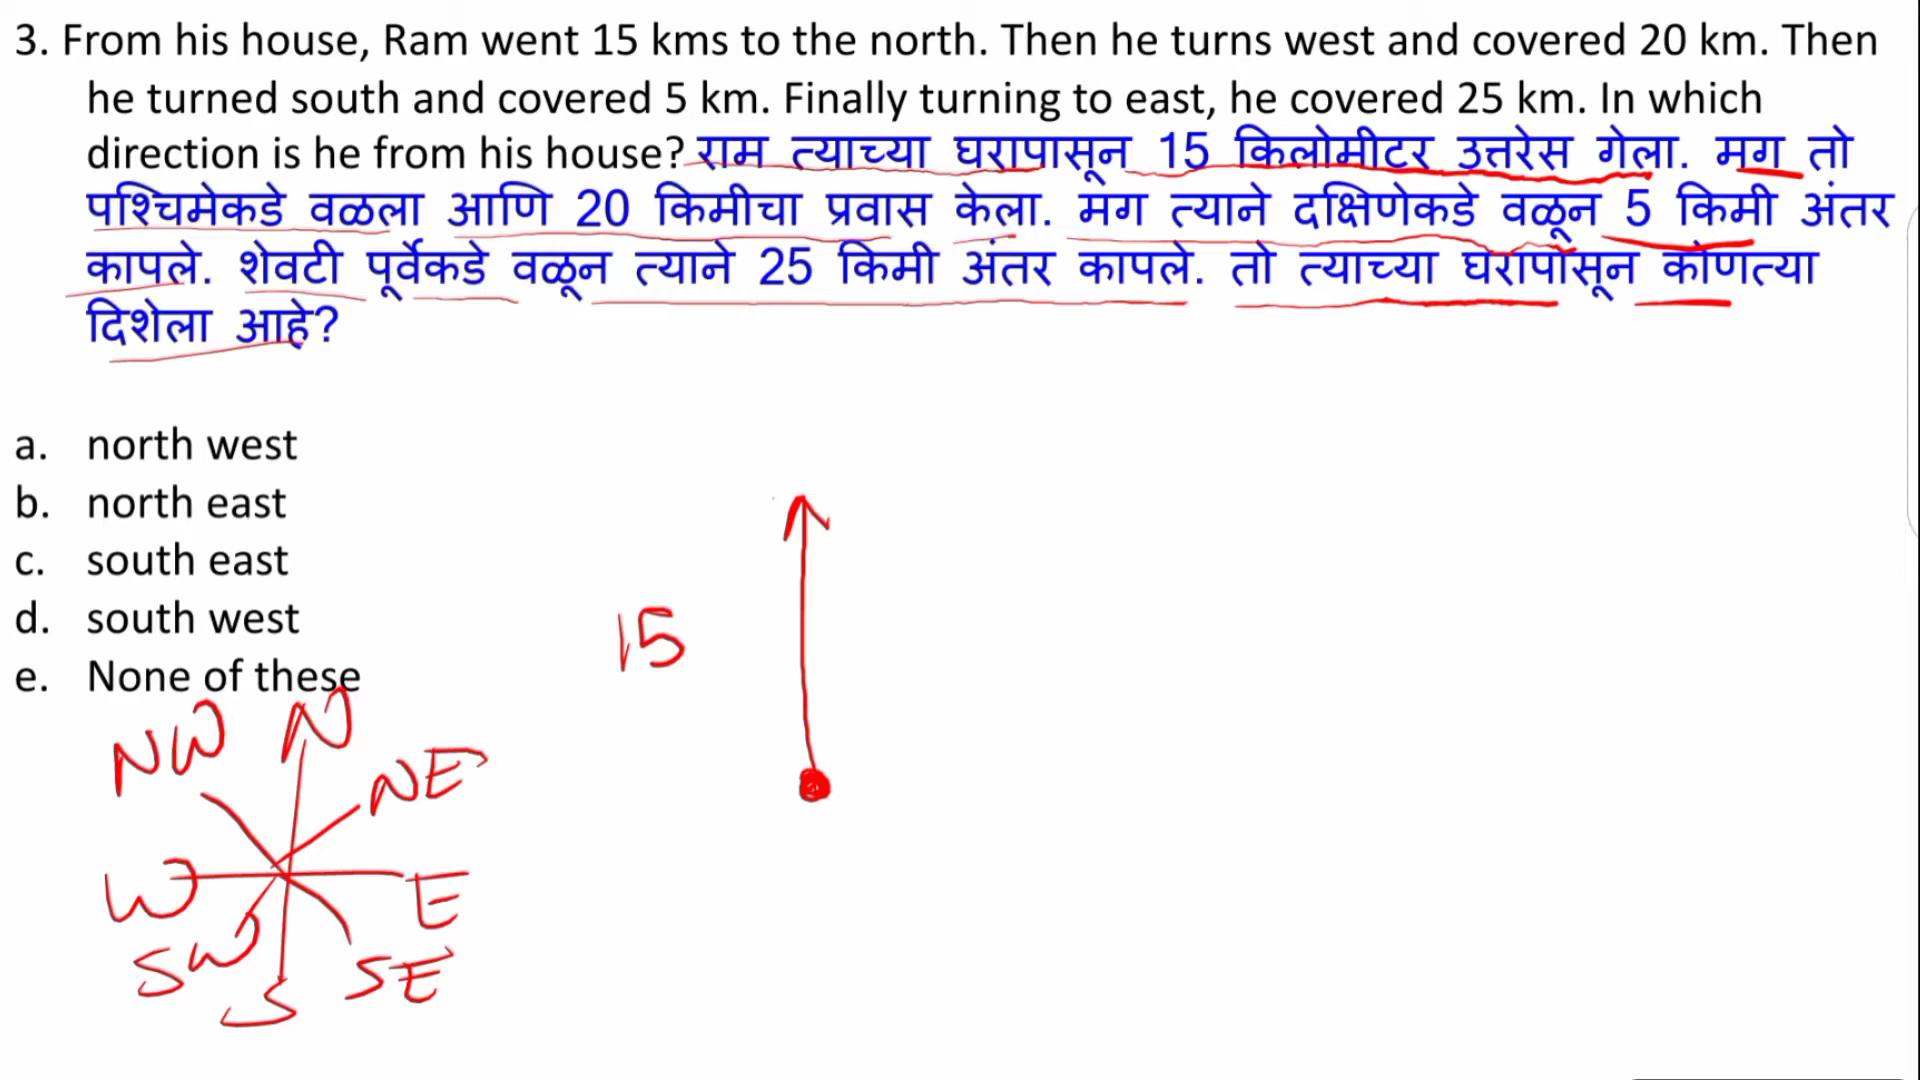 3. From his house, Ram went 15 kms to the north. Then he turns west and covered 20 km. Then
he turned south and covered 5 km. Finally turning to east, he covered 25 km. In which
direction is he from his house? राम त्याच्या घरापासून 15 किलोमीटर उत्तरेस गेला. मग तो
पश्चिमेकडे वळला आणि 20 किमीचा प्रवास केला. मग त्याने दक्षिणेकडे वळून 5 किमी अंतर
कापले. शेवटी पूर्वेकडे वळून त्याने 25 किमी अंतर कापले. तो त्याच्या घरापासून कोणत्या
दिशेला आहे?
a. north west
b. north east
c. south east
d. south west
e. None of these
15
NW N
NE
W E
SW SE
S